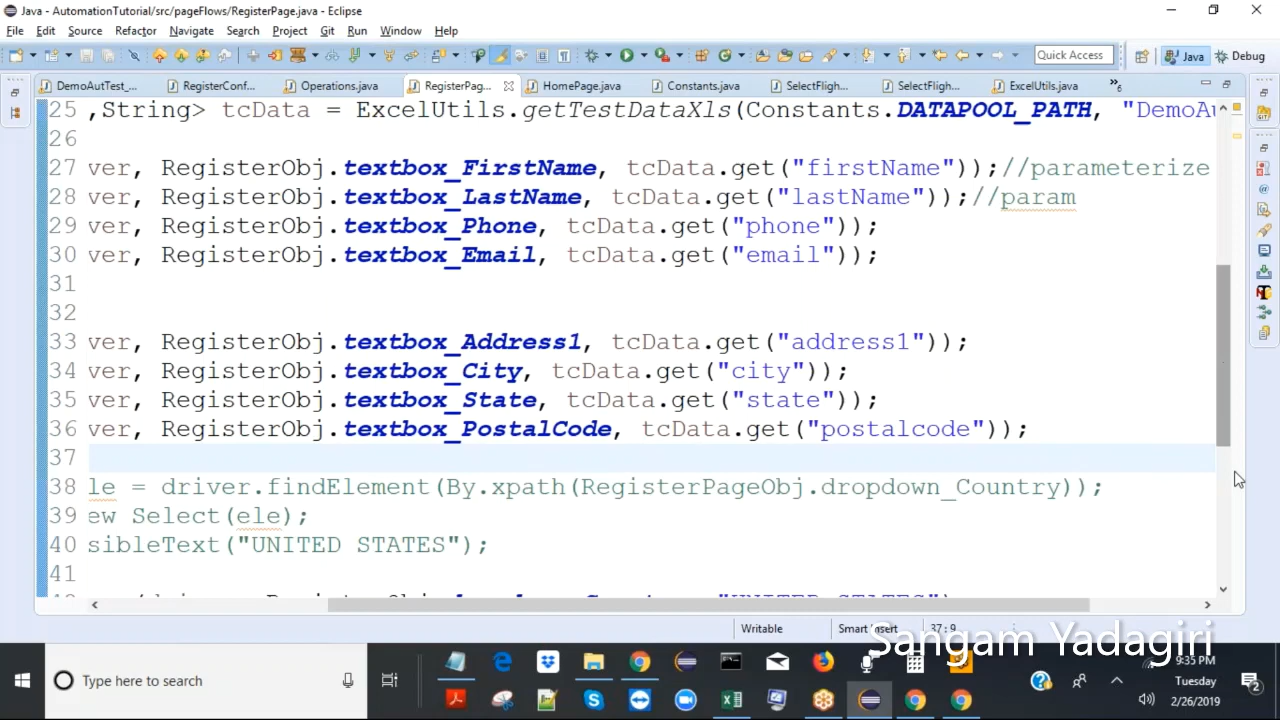 Java - AutomationTutorial/src/pageFlows/RegisterPage.java - Eclipse
File Edit Source Refactor Navigate Search Project Git Run Window Help
Quick Access Java Debug
DemoAutTest_... RegisterConf... Operations.java RegisterPag... HomePage.java Constants.java SelectFligh... SelectFligh... ExcelUtils.java »6
25 ,String> tcData = ExcelUtils.getTestDataXls(Constants.DATAPOOL_PATH, "DemoAu
26
27 ver, RegisterObj.textbox_FirstName, tcData.get("firstName"));//parameterize
28 ver, RegisterObj.textbox_LastName, tcData.get("lastName"));//param
29 ver, RegisterObj.textbox_Phone, tcData.get("phone"));
30 ver, RegisterObj.textbox_Email, tcData.get("email"));
31
32
33 ver, RegisterObj.textbox_Address1, tcData.get("address1"));
34 ver, RegisterObj.textbox_City, tcData.get("city"));
35 ver, RegisterObj.textbox_State, tcData.get("state"));
36 ver, RegisterObj.textbox_PostalCode, tcData.get("postalcode"));
37
38 le = driver.findElement(By.xpath(RegisterPageObj.dropdown_Country));
39 ew Select(ele);
40 sibleText("UNITED STATES");
41
Writable Smart Insert 37:9
Sangam Yadagiri
Type here to search
9:35 PM
Tuesday
2/26/2019
2